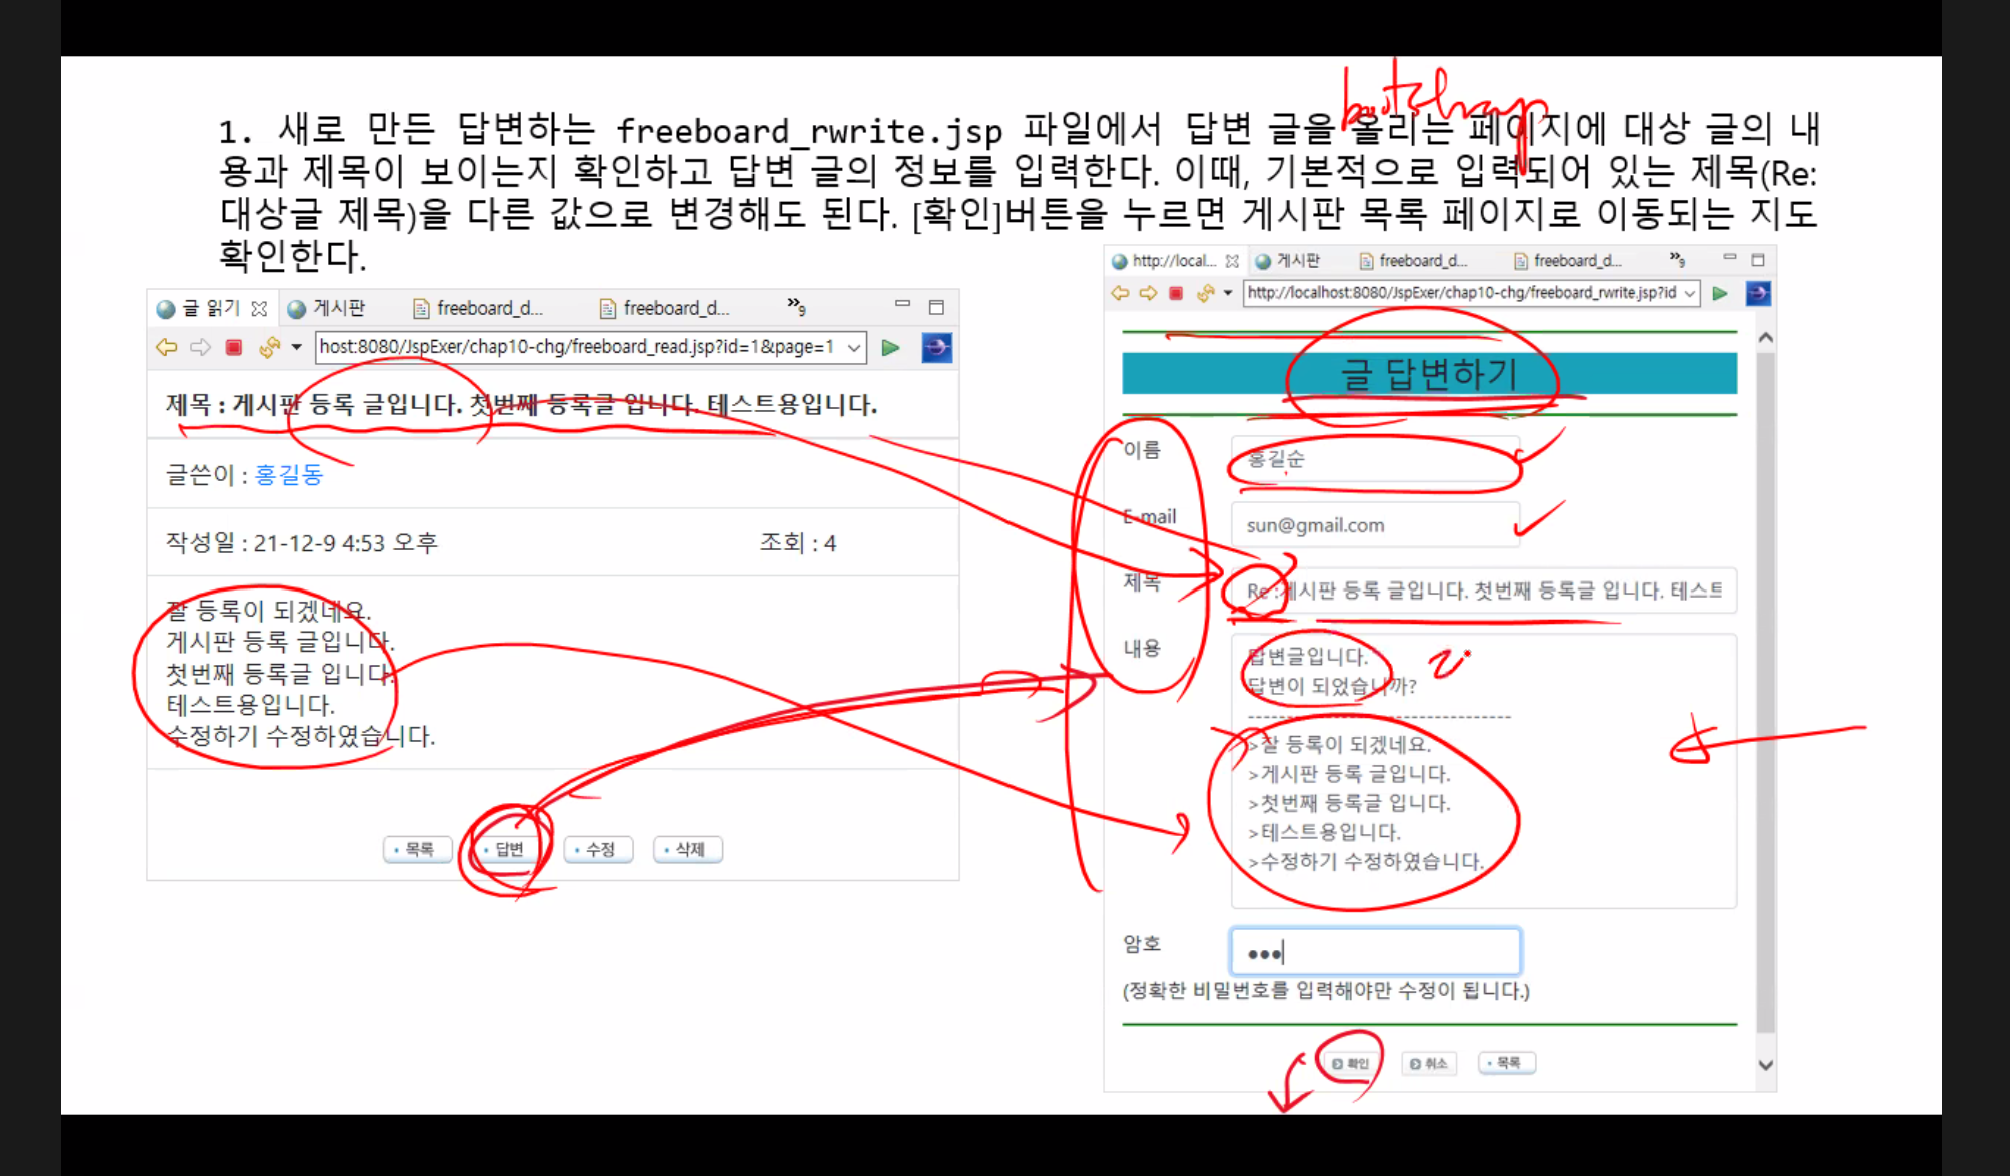 bootstrap
1. 새로 만든 답변하는 freeboard_rwrite.jsp 파일에서 답변 글을 올리는 페이지에 대상 글의 내
용과 제목이 보이는지 확인하고 답변 글의 정보를 입력한다. 이때, 기본적으로 입력되어 있는 제목(Re:
대상글 제목)을 다른 값으로 변경해도 된다. [확인]버튼을 누르면 게시판 목록 페이지로 이동되는 지도
확인한다.
글 읽기 게시판 freeboard_d... freeboard_d... »9
host:8080/JspExer/chap10-chg/freeboard_read.jsp?id=1&page=1
제목 : 게시판 등록 글입니다. 첫번째 등록글 입니다. 테스트용입니다.
글쓴이 : 홍길동
작성일 : 21-12-9 4:53 오후 조회 : 4
잘 등록이 되겠네요.
게시판 등록 글입니다.
첫번째 등록글 입니다.
테스트용입니다.
수정하기 수정하였습니다.
목록 답변 수정 삭제
http://local... 게시판 freeboard_d... freeboard_d... »9
http://localhost:8080/JspExer/chap10-chg/freeboard_rwrite.jsp?id
글 답변하기
이름 홍길순
E-mail sun@gmail.com
제목 Re :게시판 등록 글입니다. 첫번째 등록글 입니다. 테스트
내용 답변글입니다.
답변이 되었습니까?
--------------------------------
>잘 등록이 되겠네요.
>게시판 등록 글입니다.
>첫번째 등록글 입니다.
>테스트용입니다.
>수정하기 수정하였습니다.
암호 •••
(정확한 비밀번호를 입력해야만 수정이 됩니다.)
확인 취소 목록